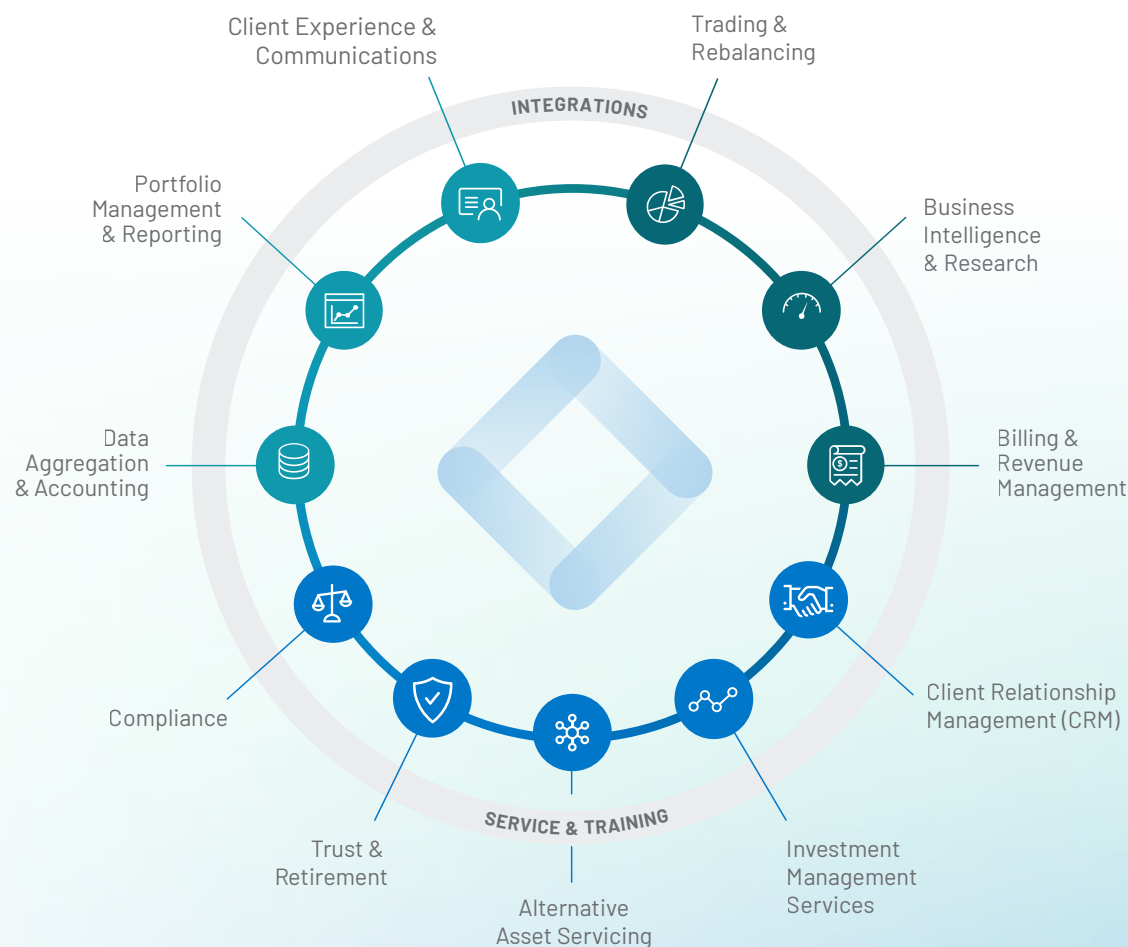 Client Experience &
Communications
Trading &
Rebalancing
INTEGRATIONS
Portfolio
Management
& Reporting
Business
Intelligence
& Research
Data
Aggregation
& Accounting
Billing &
Revenue
Management
$
Compliance
Client Relationship
Management (CRM)
SERVICE & TRAINING
Trust &
Retirement
Alternative
Asset Servicing
Investment
Management
Services